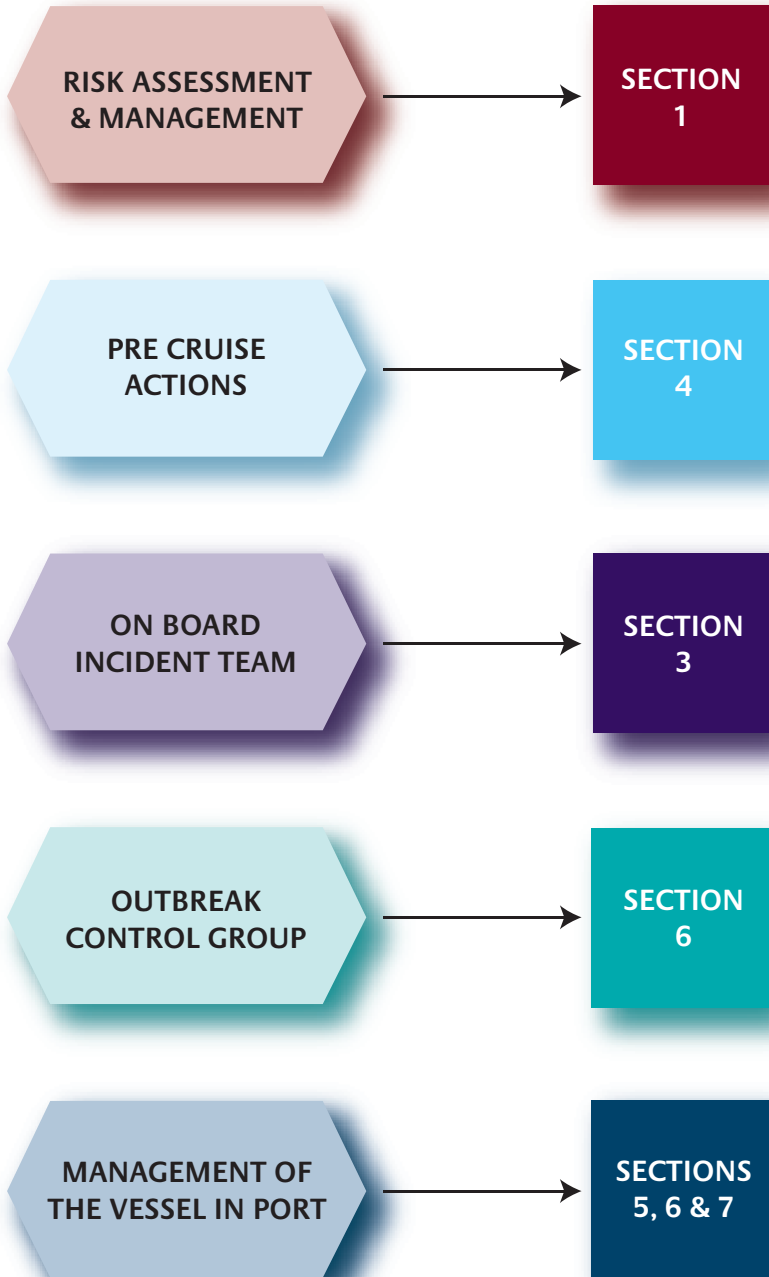 RISK ASSESSMENT
& MANAGEMENT
SECTION
1
PRE CRUISE
ACTIONS
SECTION
4
ON BOARD
INCIDENT TEAM
SECTION
3
OUTBREAK
CONTROL GROUP
SECTION
6
MANAGEMENT OF
THE VESSEL IN PORT
SECTIONS
5, 6 & 7